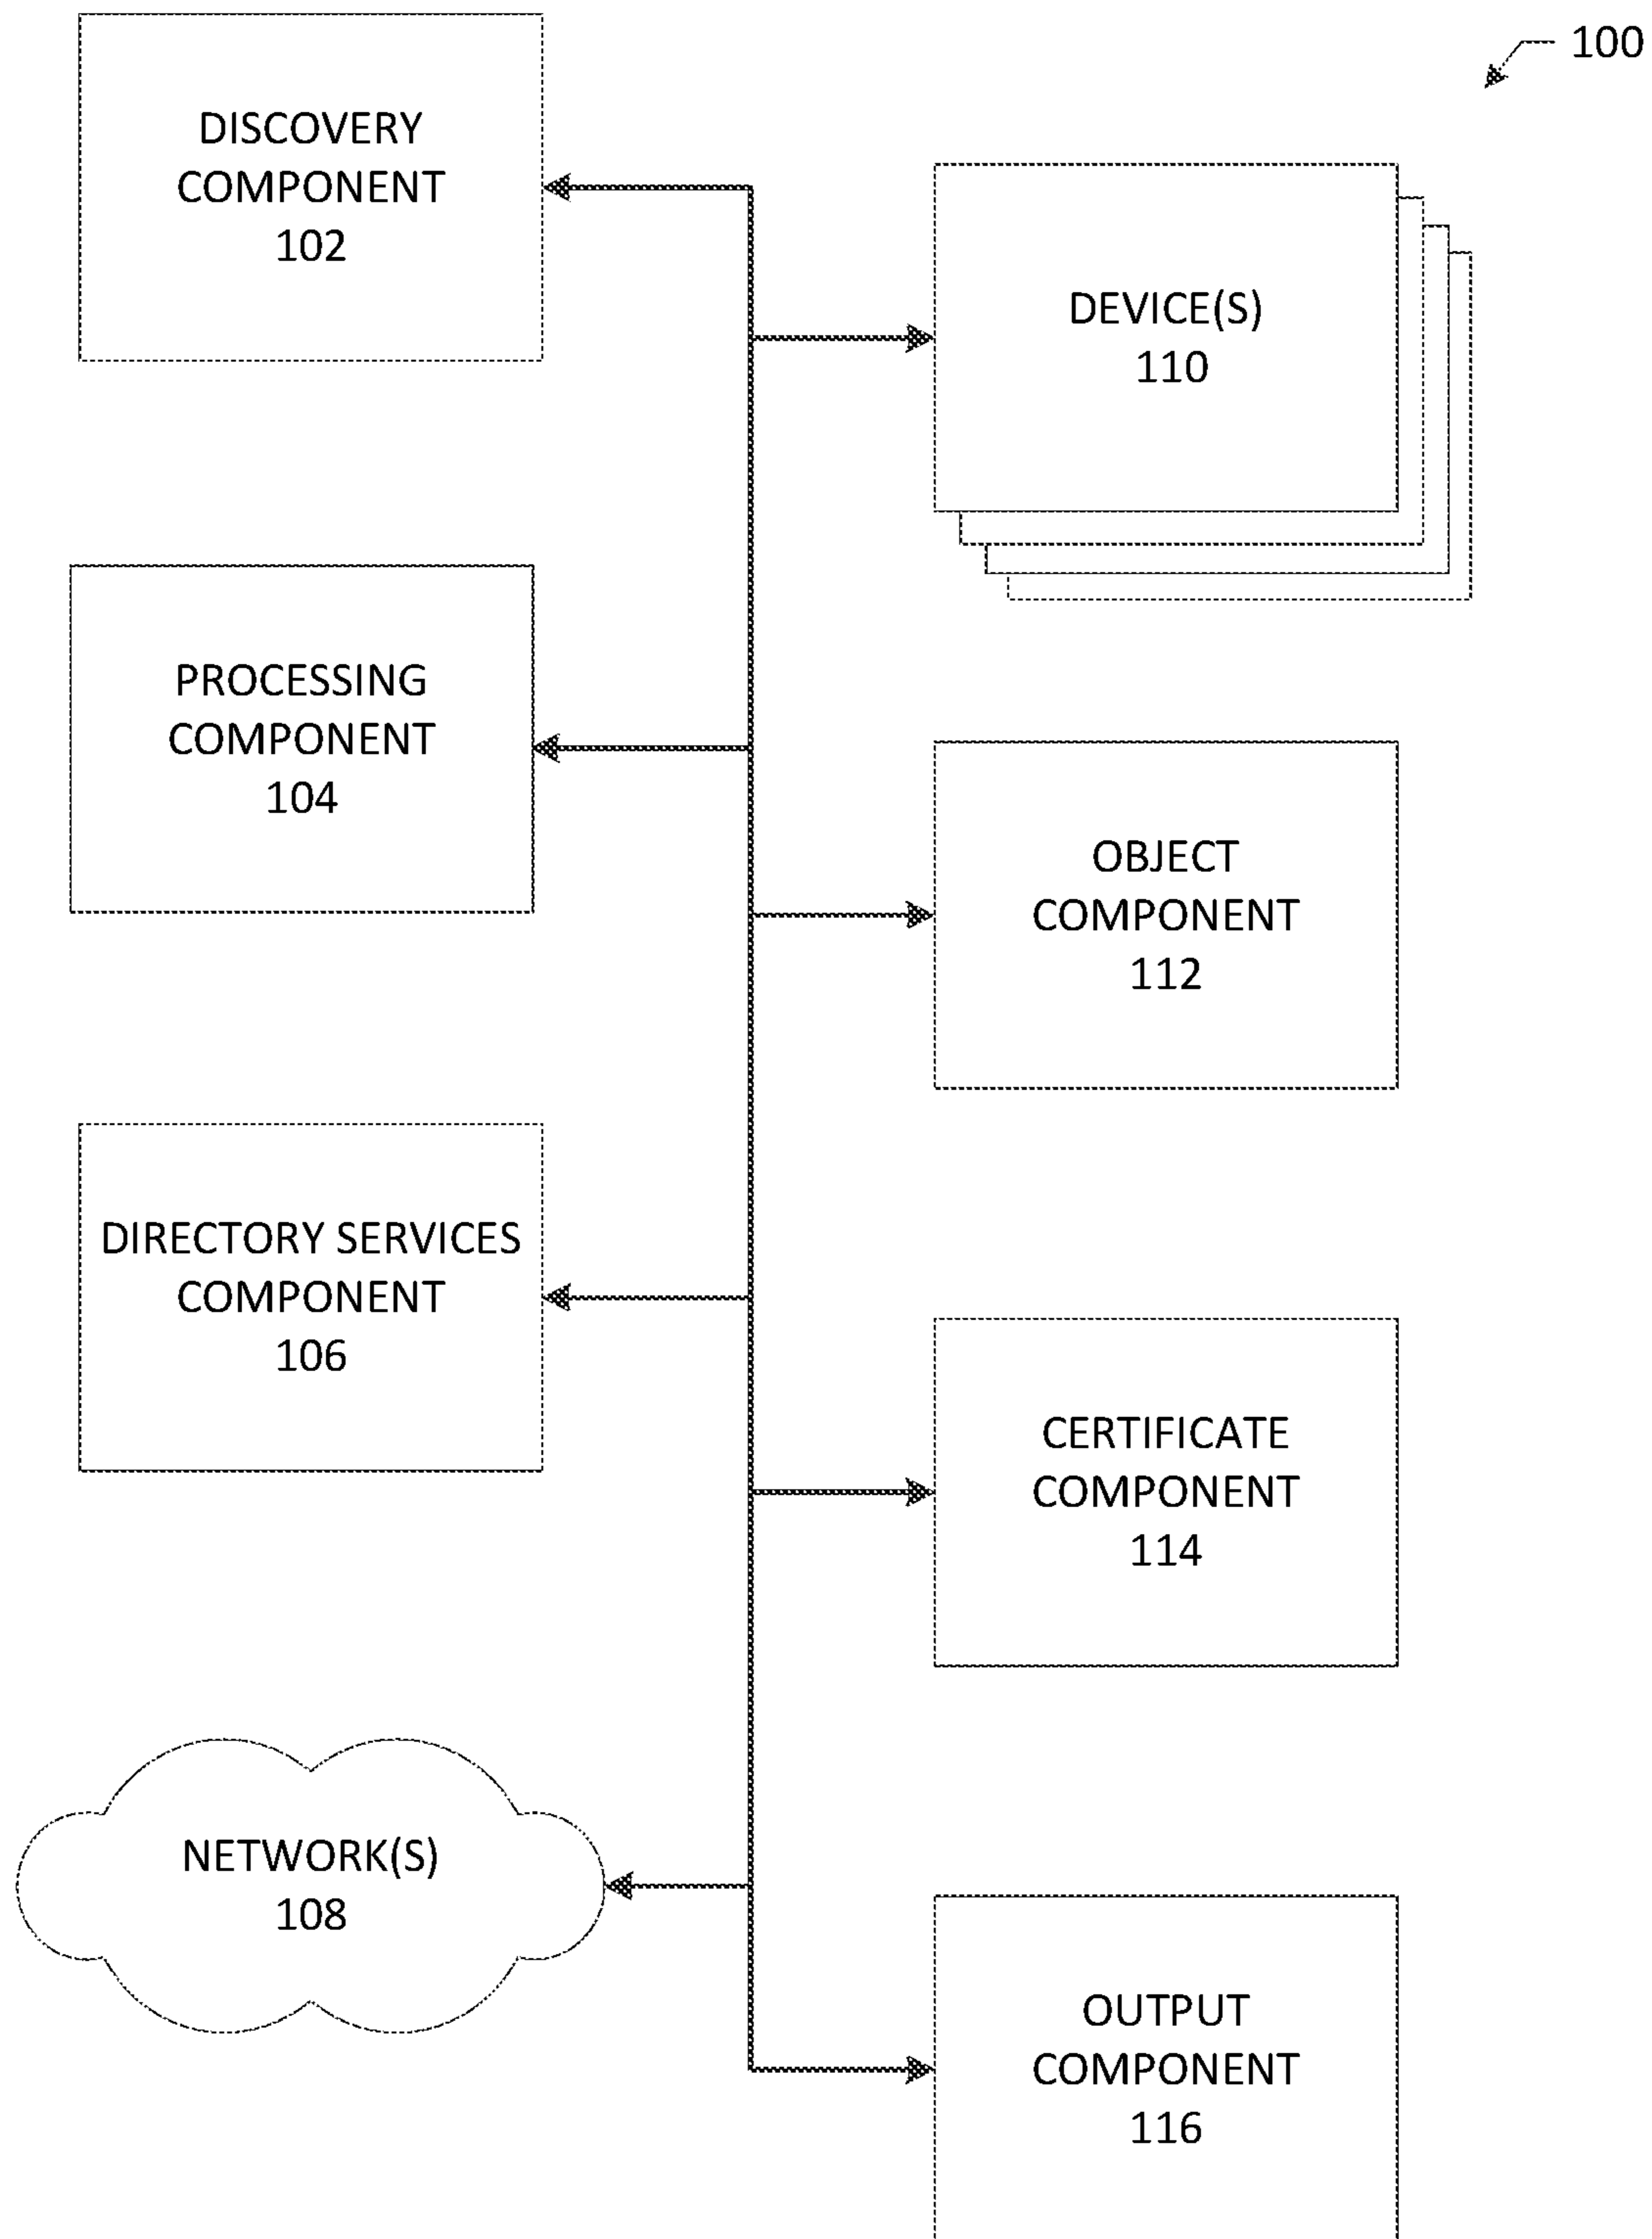 100
DISCOVERY
COMPONENT
102
DEVICE(S)
110
PROCESSING
COMPONENT
104
OBJECT
COMPONENT
112
DIRECTORY SERVICES
COMPONENT
106
CERTIFICATE
COMPONENT
114
NETWORK(S)
108
OUTPUT
COMPONENT
116